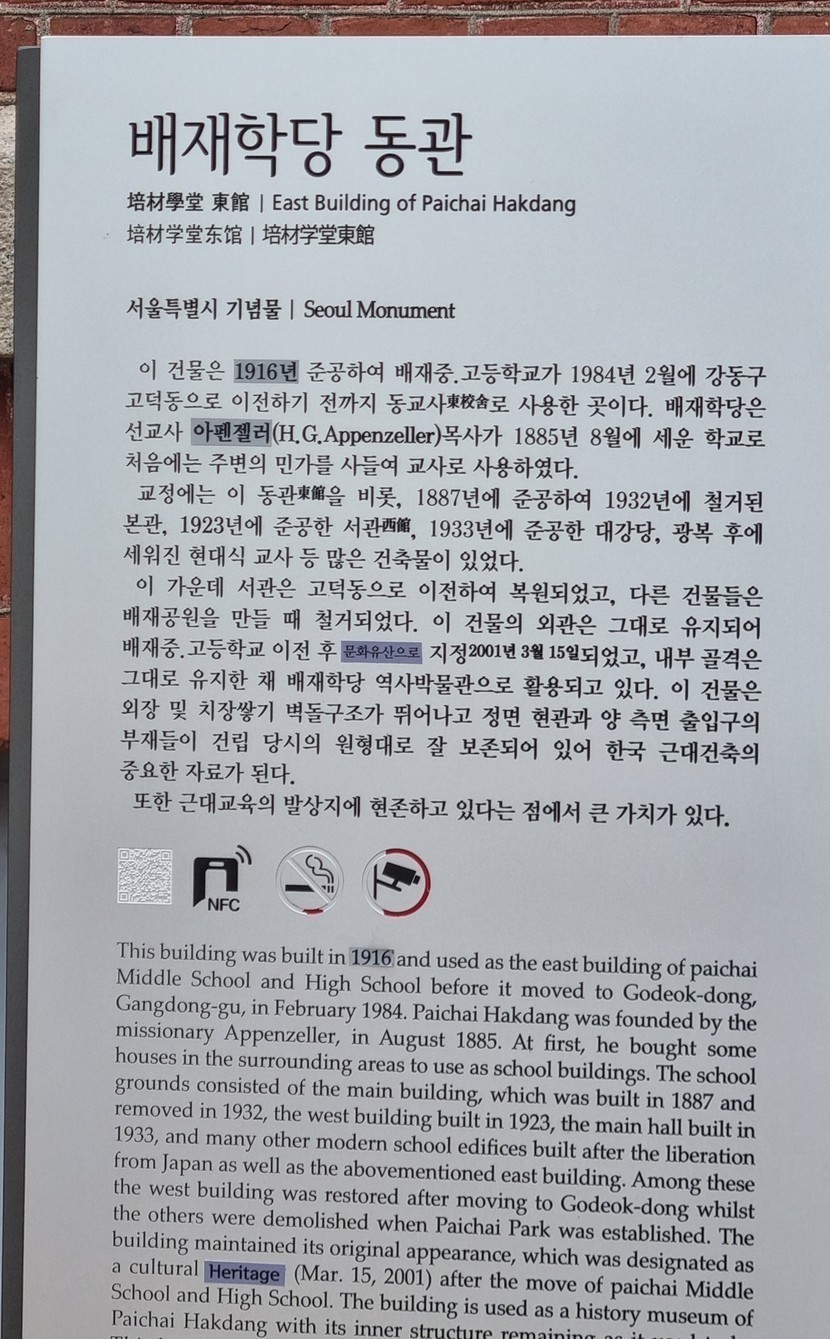 배재학당 동관
培材學堂 東館 | East Building of Paichai Hakdang
培材学堂东馆 | 培材学堂東館
서울특별시 기념물 | Seoul Monument
이 건물은 1916년 준공하여 배재중.고등학교가 1984년 2월에 강동구
고덕동으로 이전하기 전까지 동교사東校舍로 사용한 곳이다. 배재학당은
선교사 아펜젤러(H.G.Appenzeller)목사가 1885년 8월에 세운 학교로
처음에는 주변의 민가를 사들여 교사로 사용하였다.
교정에는 이 동관東館을 비롯, 1887년에 준공하여 1932년에 철거된
본관, 1923년에 준공한 서관西館, 1933년에 준공한 대강당, 광복 후에
세워진 현대식 교사 등 많은 건축물이 있었다.
이 가운데 서관은 고덕동으로 이전하여 복원되었고, 다른 건물들은
배재공원을 만들 때 철거되었다. 이 건물의 외관은 그대로 유지되어
배재중.고등학교 이전 후 문화유산으로 지정2001년 3월 15일되었고, 내부 골격은
그대로 유지한 채 배재학당 역사박물관으로 활용되고 있다. 이 건물은
외장 및 치장쌓기 벽돌구조가 뛰어나고 정면 현관과 양 측면 출입구의
부재들이 건립 당시의 원형대로 잘 보존되어 있어 한국 근대건축의
중요한 자료가 된다.
또한 근대교육의 발상지에 현존하고 있다는 점에서 큰 가치가 있다.
NFC
This building was built in 1916 and used as the east building of paichai
Middle School and High School before it moved to Godeok-dong,
Gangdong-gu, in February 1984. Paichai Hakdang was founded by the
missionary Appenzeller, in August 1885. At first, he bought some
houses in the surrounding areas to use as school buildings. The school
grounds consisted of the main building, which was built in 1887 and
removed in 1932, the west building built in 1923, the main hall built in
1933, and many other modern school edifices built after the liberation
from Japan as well as the abovementioned east building. Among these
the west building was restored after moving to Godeok-dong whilst
the others were demolished when Paichai Park was established. The
building maintained its original appearance, which was designated as
a cultural Heritage (Mar. 15, 2001) after the move of paichai Middle
School and High School. The building is used as a history museum of
Paichai Hakdang with its inner structure remaining as it